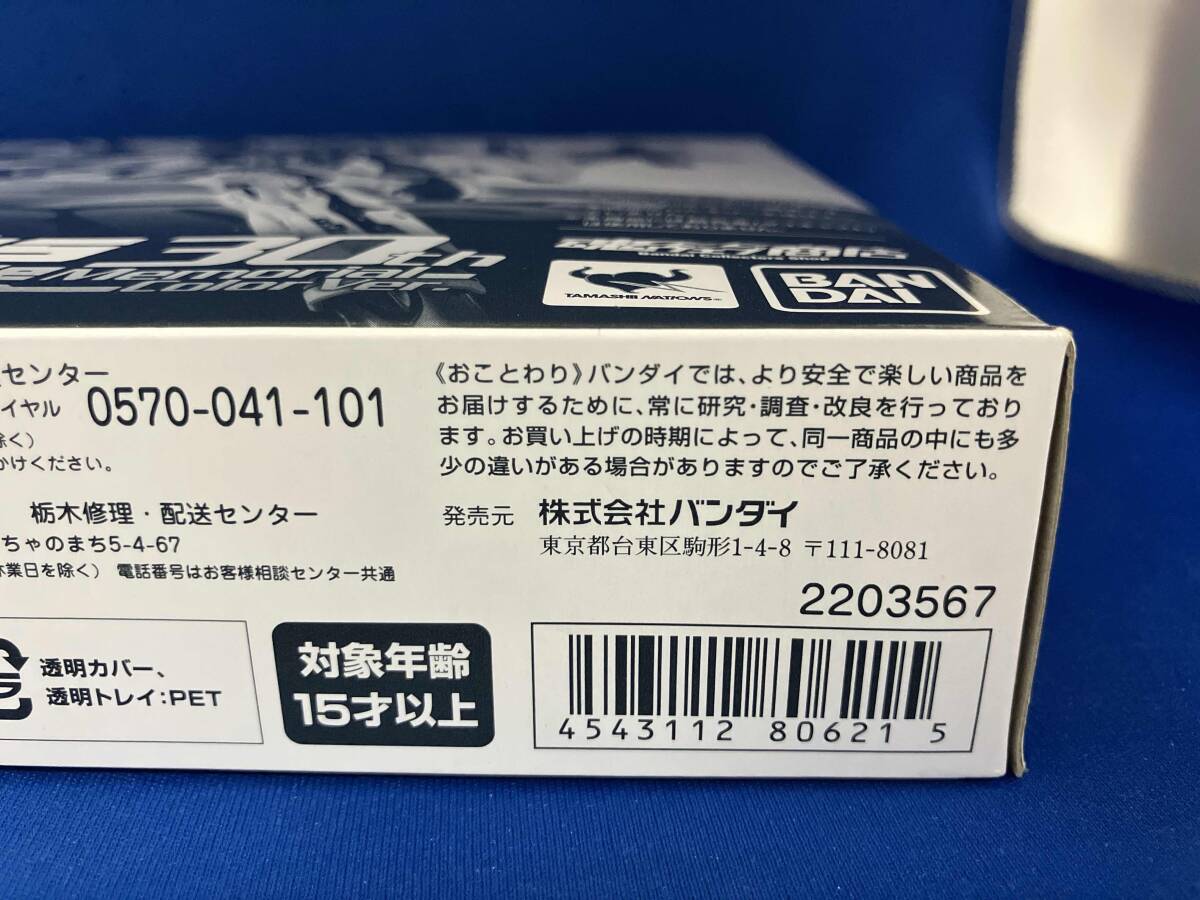 30th
Memorial
Color Ver.
魂ウェブ商店
TAMASHII NATIONS
BAN
DAI
センター
イヤル 0570-041-101
除く)
かけください。
栃木修理・配送センター
ちゃのまち5-4-67
休業日を除く) 電話番号はお客様相談センター共通
《おことわり》バンダイでは、より安全で楽しい商品を
お届けするために、常に研究・調査・改良を行っており
ます。お買い上げの時期によって、同一商品の中にも多
少の違いがある場合がありますのでご了承ください。
発売元 株式会社バンダイ
東京都台東区駒形1-4-8 〒111-8081
2203567
プラ
透明カバー、
透明トレイ:PET
対象年齢
15才以上
4543112 80621 5